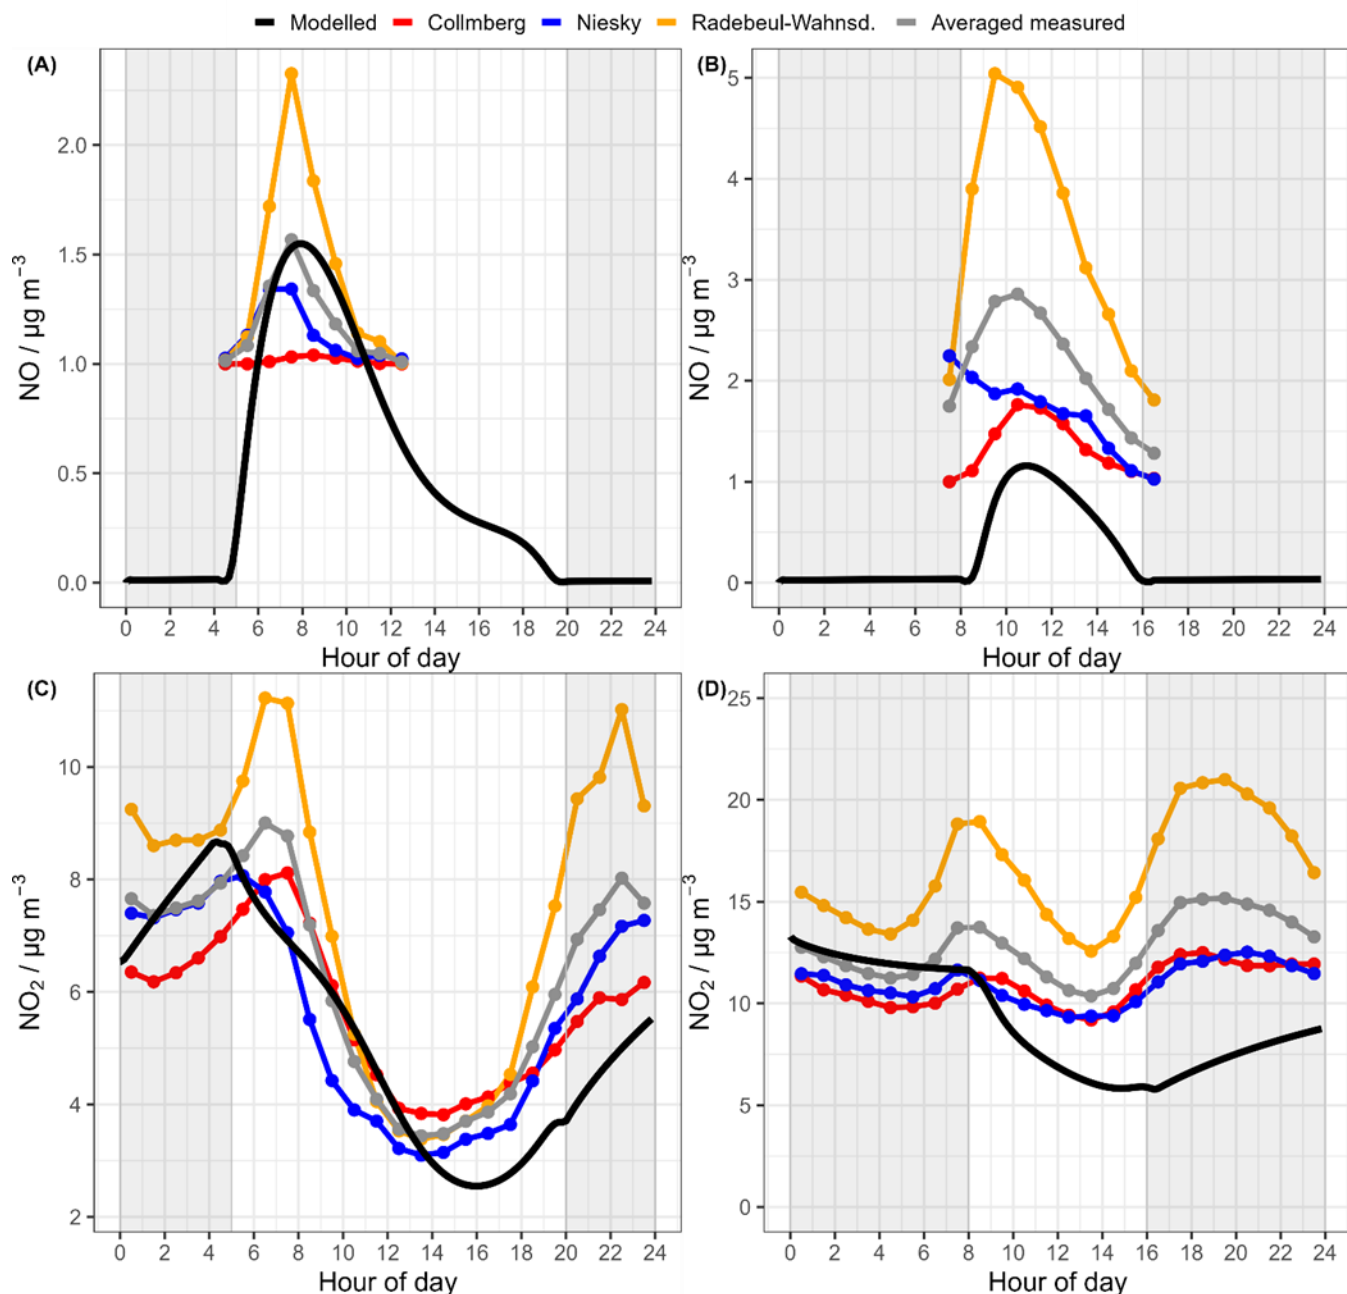 Modelled Collmberg Niesky Radebeul-Wahnsd. Averaged measured
(A)
2.0
1.5
1.0
0.5
0.0
NO / µg m⁻³
0 2 4 6 8 10 12 14 16 18 20 22 24
Hour of day
(B)
5
4
3
2
1
0
NO / µg m⁻³
0 2 4 6 8 10 12 14 16 18 20 22 24
Hour of day
(C)
10
8
6
4
2
NO₂ / µg m⁻³
0 2 4 6 8 10 12 14 16 18 20 22 24
Hour of day
(D)
25
20
15
10
5
0
NO₂ / µg m⁻³
0 2 4 6 8 10 12 14 16 18 20 22 24
Hour of day